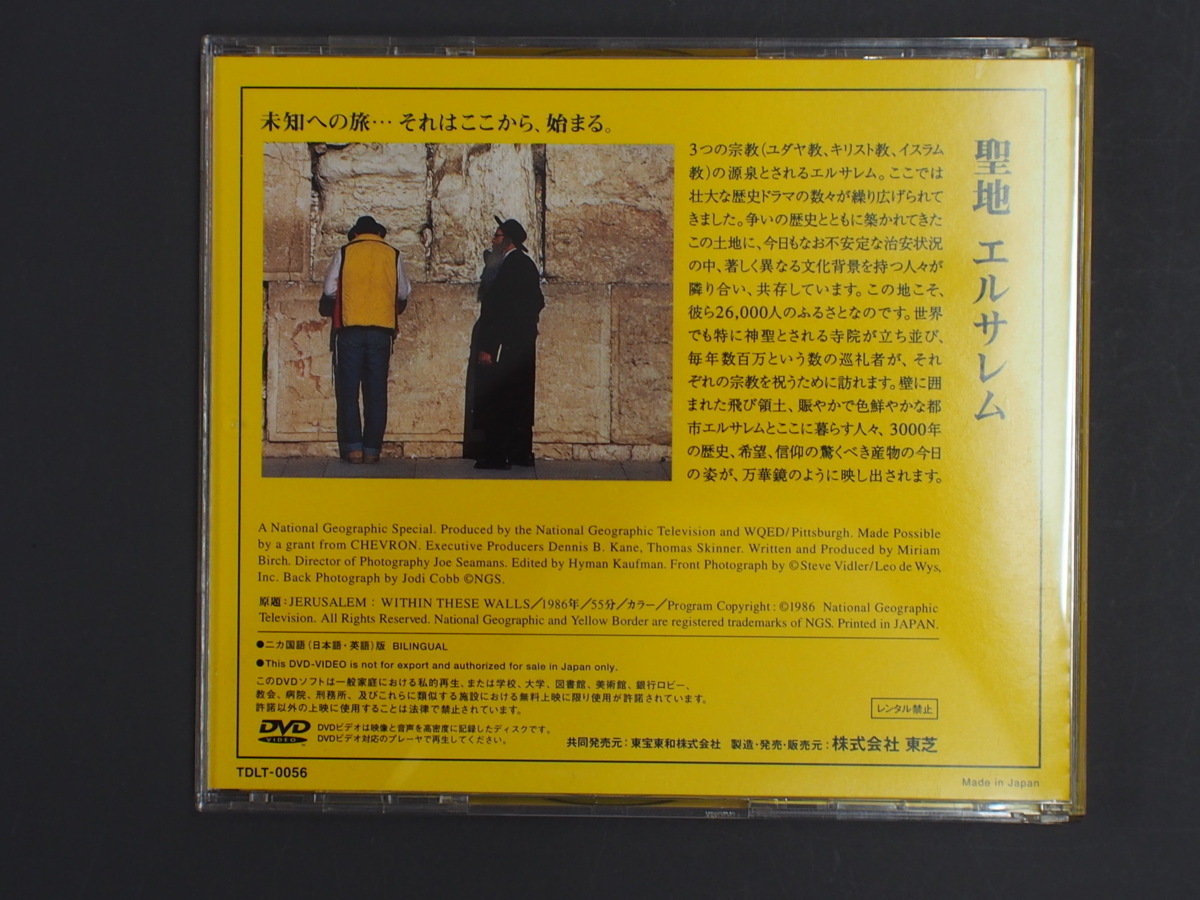 未知への旅… それはここから、始まる。
聖地 エルサレム
3つの宗教(ユダヤ教、キリスト教、イスラム
教)の源泉とされるエルサレム。ここでは
壮大な歴史ドラマの数々が繰り広げられて
きました。争いの歴史とともに築かれてきた
この土地に、今日もなお不安定な治安状況
の中、著しく異なる文化背景を持つ人々が
隣り合い、共存しています。この地こそ、
彼ら26,000人のふるさとなのです。世界
でも特に神聖とされる寺院が立ち並び、
毎年数百万という数の巡礼者が、それ
ぞれの宗教を祝うために訪れます。壁に囲
まれた飛び領土、賑やかで色鮮やかな都
市エルサレムとここに暮らす人々、3000年
の歴史、希望、信仰の驚くべき産物の今日
の姿が、万華鏡のように映し出されます。
A National Geographic Special. Produced by the National Geographic Television and WQED/Pittsburgh. Made Possible
by a grant from CHEVRON. Executive Producers Dennis B. Kane, Thomas Skinner. Written and Produced by Miriam
Birch. Director of Photography Joe Seamans. Edited by Hyman Kaufman. Front Photograph by ©Steve Vidler/Leo de Wys,
Inc. Back Photograph by Jodi Cobb ©NGS.
原題:JERUSALEM : WITHIN THESE WALLS/1986年/55分/カラー/Program Copyright : ©1986 National Geographic
Television. All Rights Reserved. National Geographic and Yellow Border are registered trademarks of NGS. Printed in JAPAN.
●二カ国語(日本語・英語)版 BILINGUAL
●This DVD-VIDEO is not for export and authorized for sale in Japan only.
このDVDソフトは一般家庭における私的再生、または学校、大学、図書館、美術館、銀行ロビー、
教会、病院、刑務所、及びこれらに類似する施設における無料上映に限り使用が許諾されています。
許諾以外の上映に使用することは法律で禁止されています。
レンタル禁止
DVD
VIDEO
DVDビデオは映像と音声を高密度に記録したディスクです。
DVDビデオ対応のプレーヤで再生してください。
共同発売元:東宝東和株式会社 製造・発売・販売元:株式会社 東芝
TDLT-0056
Made in Japan